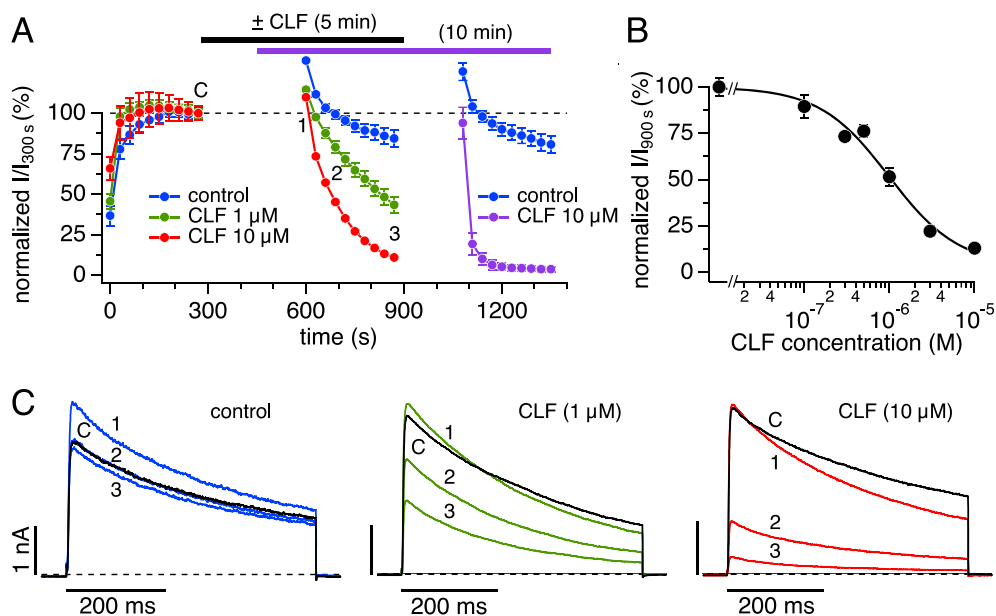 A
± CLF (5 min)
(10 min)
normalized I/I300 s (%)
100
75
50
25
0
C
1
2
3
control
CLF 1 µM
CLF 10 µM
control
CLF 10 µM
0
300
600
900
1200
time (s)
B
normalized I/I900 s (%)
100
75
50
25
0
2 4 2 4 2 4
10-7 10-6 10-5
CLF concentration (M)
C
control
1
C
2
3
1 nA
200 ms
CLF (1 µM)
1
C
2
3
200 ms
CLF (10 µM)
C
1
2
3
200 ms